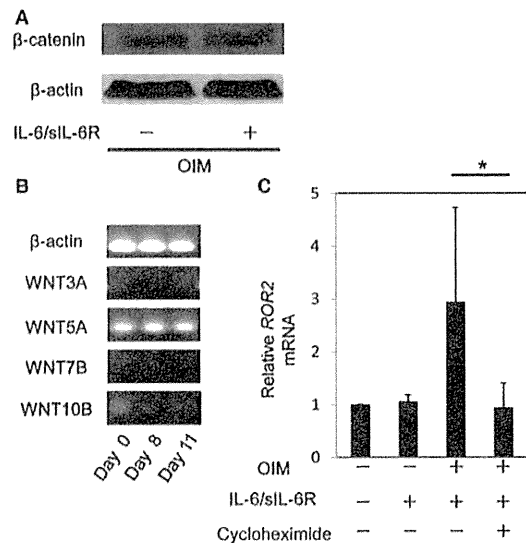 A
β-catenin
β-actin
IL-6/sIL-6R − +
OIM
B
β-actin
WNT3A
WNT5A
WNT7B
WNT10B
Day 0 Day 8 Day 11
C
*
5
4
3
2
1
0
Relative ROR2
mRNA
OIM − − + +
IL-6/sIL-6R − + + +
Cycloheximide − − − +